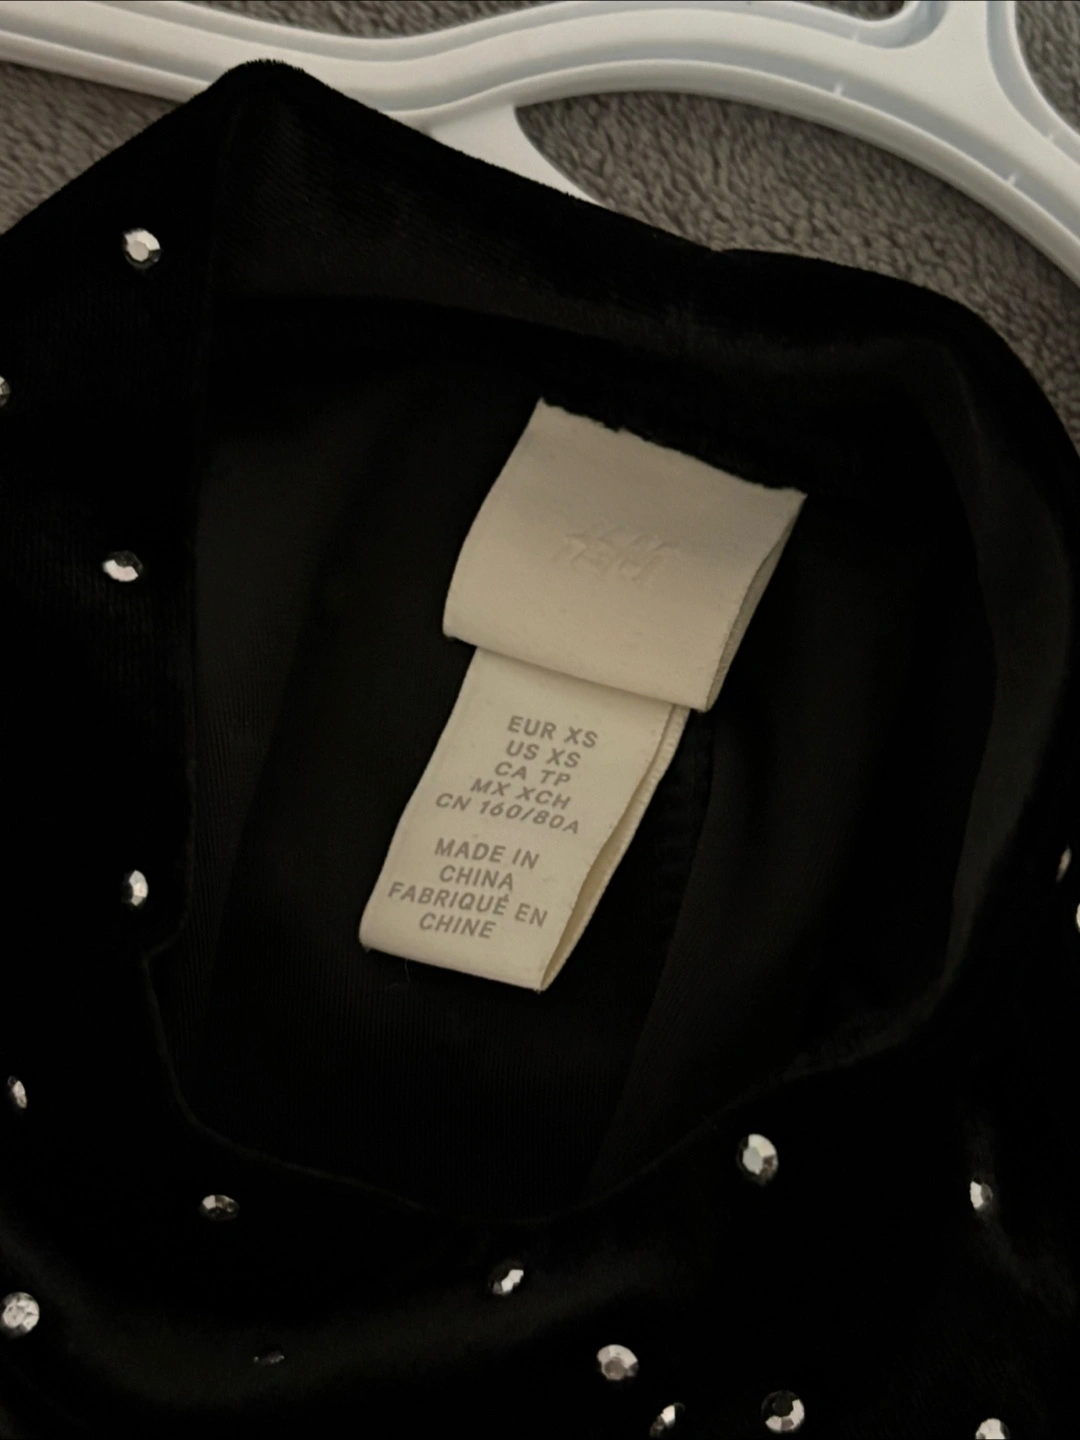 H&M
EUR XS
US XS
CA TP
MX XCH
CN 160/80A
MADE IN
CHINA
FABRIQUÉ EN
CHINE